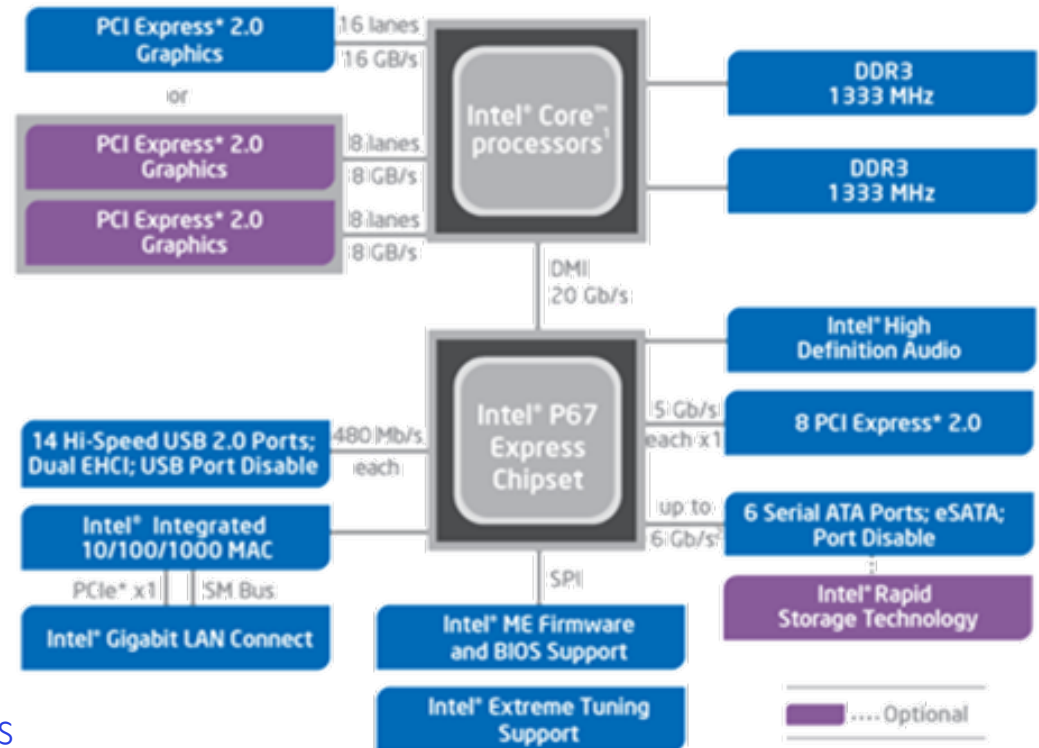 PCI Express* 2.0
Graphics
16 lanes
16 GB/s
or
PCI Express* 2.0
Graphics
8 lanes
8 GB/s
PCI Express* 2.0
Graphics
8 lanes
8 GB/s
Intel® Core™
processors¹
DDR3
1333 MHz
DDR3
1333 MHz
DMI
20 Gb/s
Intel® P67
Express
Chipset
Intel® High
Definition Audio
5 Gb/s
each x1
8 PCI Express* 2.0
14 Hi-Speed USB 2.0 Ports;
Dual EHCI; USB Port Disable
480 Mb/s
each
up to
6 Gb/s²
6 Serial ATA Ports; eSATA;
Port Disable
Intel® Integrated
10/100/1000 MAC
PCIe* x1
SM Bus
Intel® Gigabit LAN Connect
SPI
Intel® Rapid
Storage Technology
Intel® ME Firmware
and BIOS Support
Intel® Extreme Tuning
Support
Optional
S